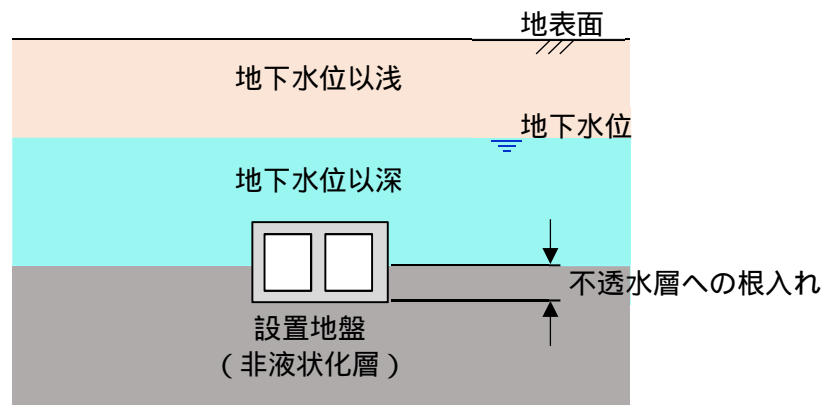 地表面
地下水位以浅
地下水位
地下水位以深
不透水層への根入れ
設置地盤
(非液状化層)